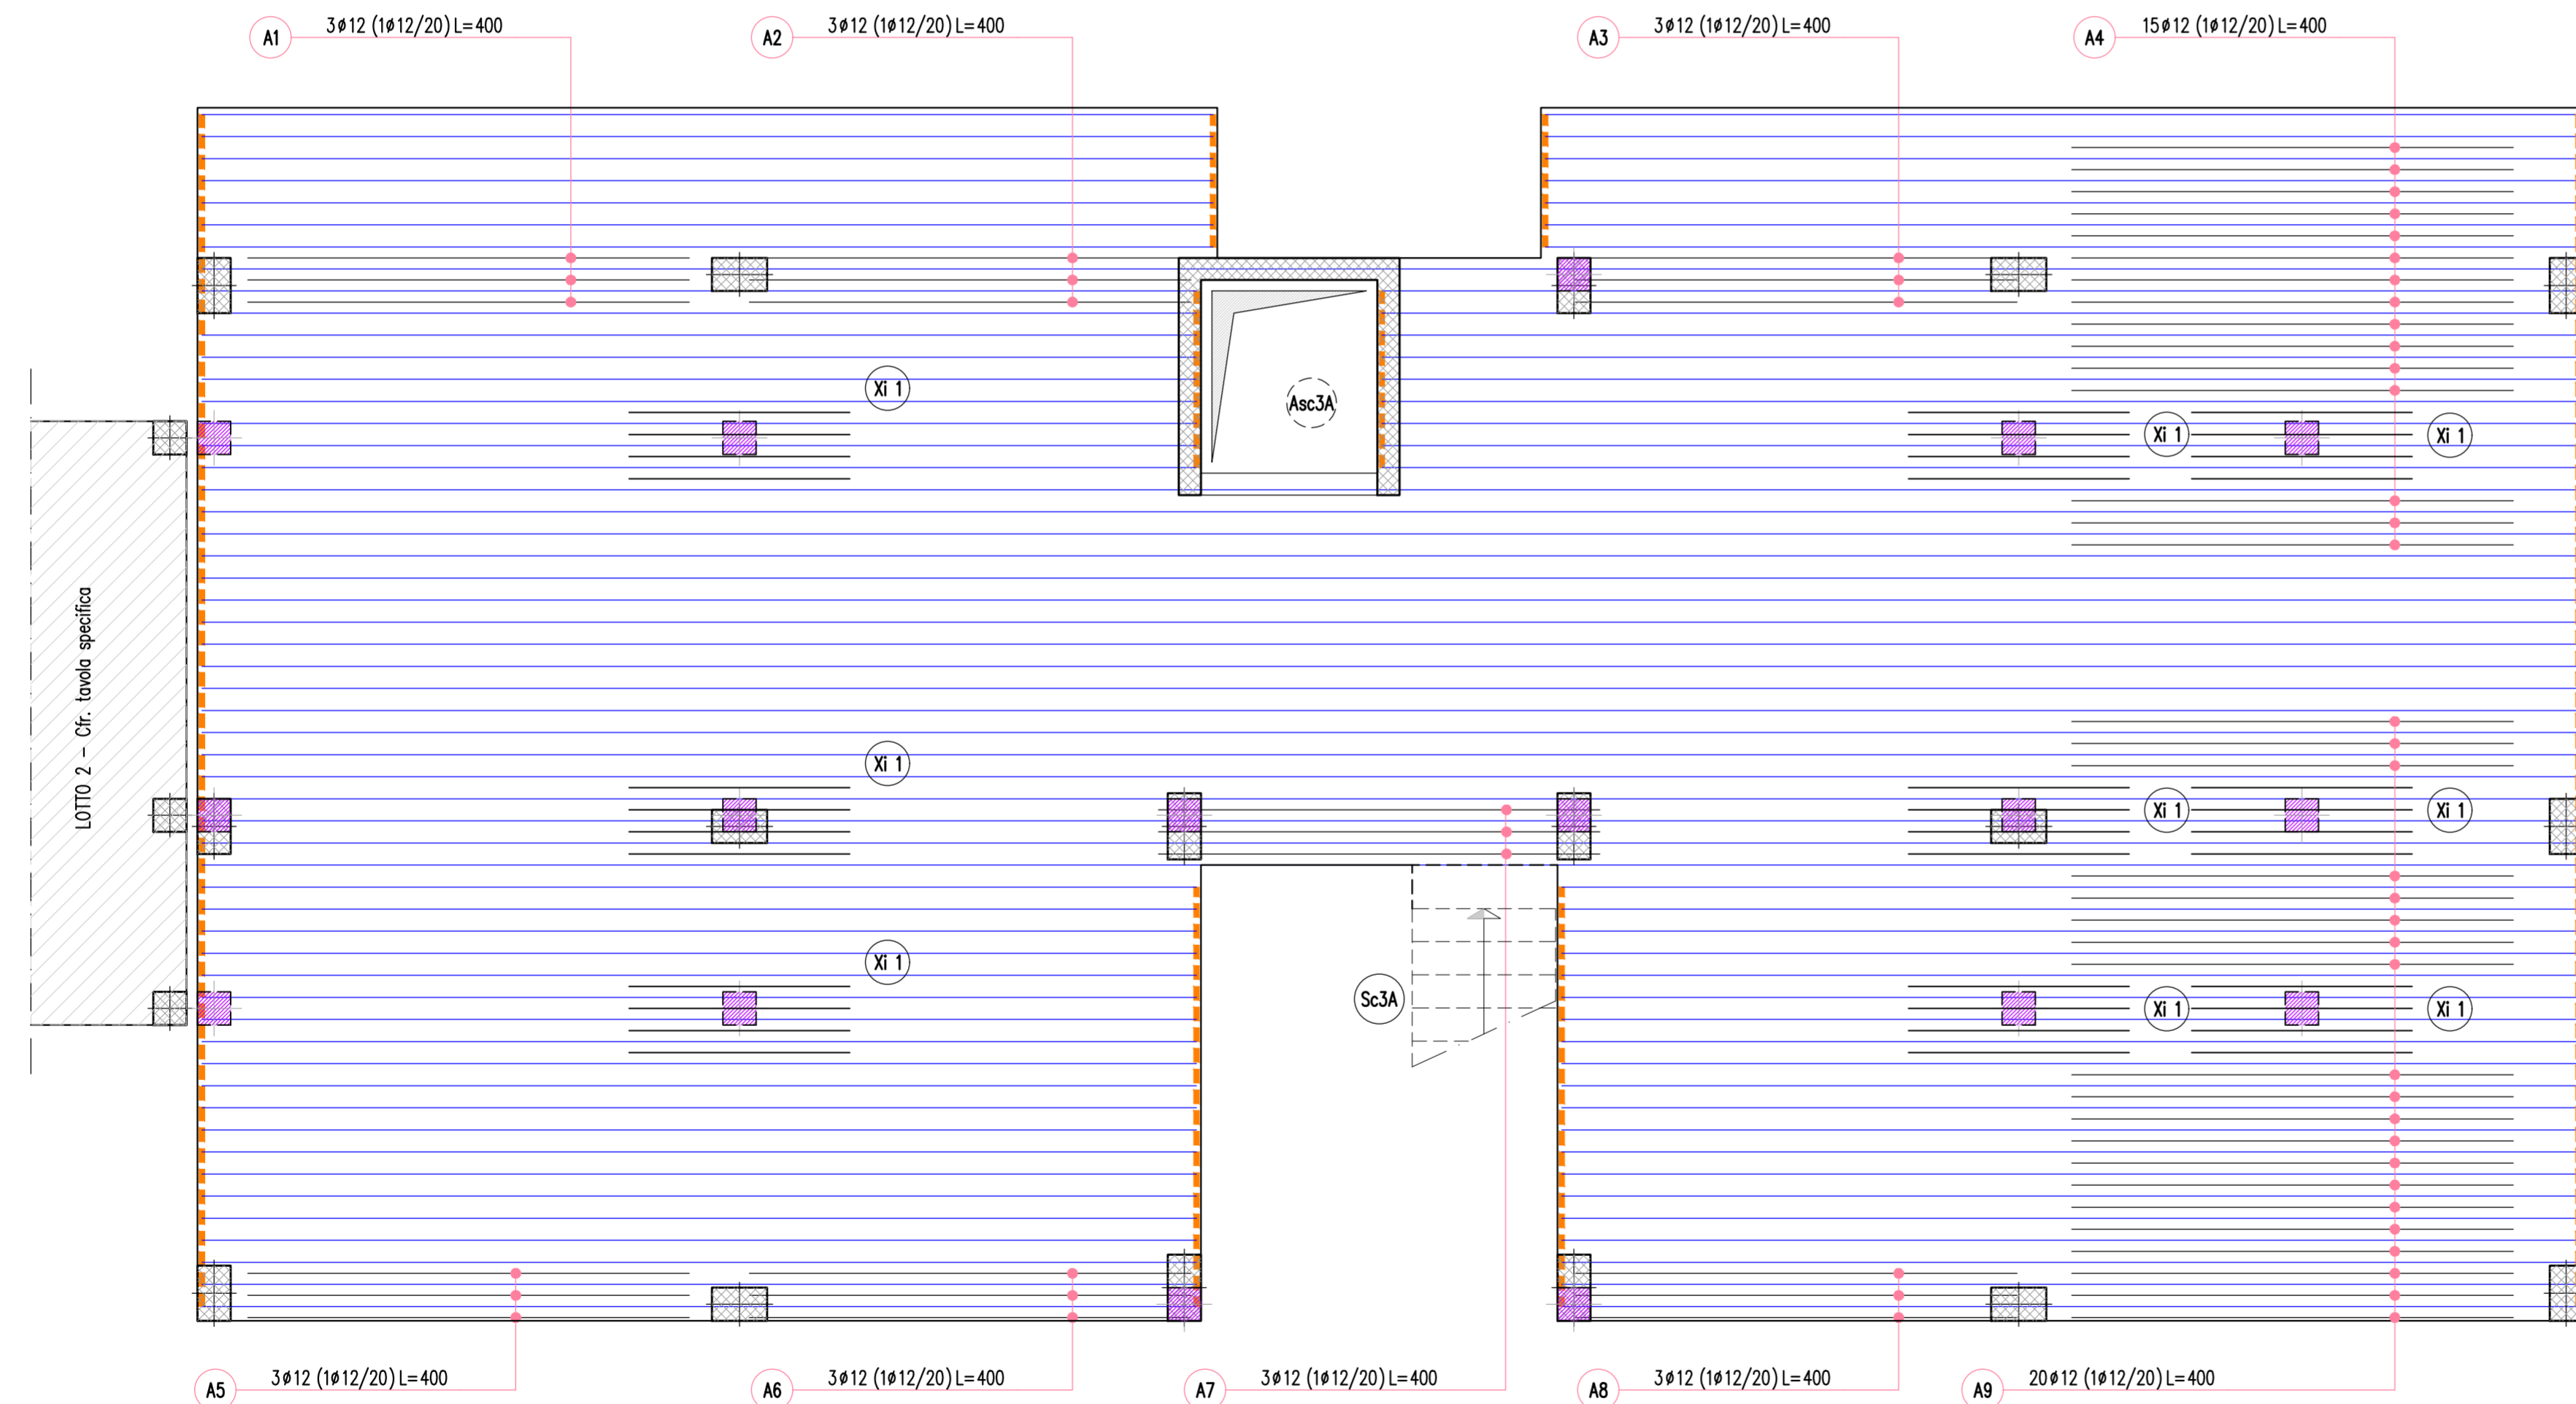 A1 3ø12 (1ø12/20) L=400
A2 3ø12 (1ø12/20) L=400
A3 3ø12 (1ø12/20) L=400
A4 15ø12 (1ø12/20) L=400
Xi 1
Asc3A
Xi 1
Xi 1
LOTTO 2 - Cfr. tavola specifica
Xi 1
Xi 1
Xi 1
Xi 1
Sc3A
Xi 1
Xi 1
A5 3ø12 (1ø12/20) L=400
A6 3ø12 (1ø12/20) L=400
A7 3ø12 (1ø12/20) L=400
A8 3ø12 (1ø12/20) L=400
A9 20ø12 (1ø12/20) L=400